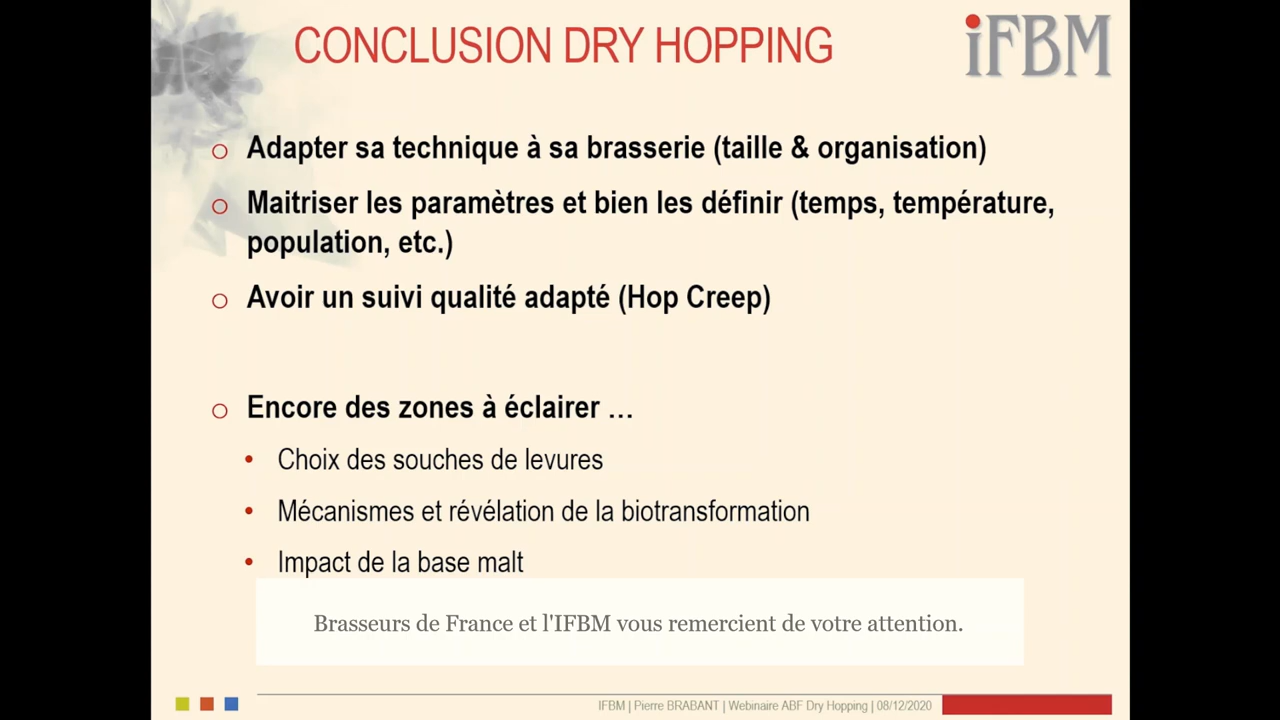 CONCLUSION DRY HOPPING
iFBM
Adapter sa technique à sa brasserie (taille & organisation)
Maitriser les paramètres et bien les définir (temps, température,
population, etc.)
Avoir un suivi qualité adapté (Hop Creep)
Encore des zones à éclairer …
Choix des souches de levures
Mécanismes et révélation de la biotransformation
Impact de la base malt
Brasseurs de France et l'IFBM vous remercient de votre attention.
IFBM | Pierre BRABANT | Webinaire ABF Dry Hopping | 08/12/2020